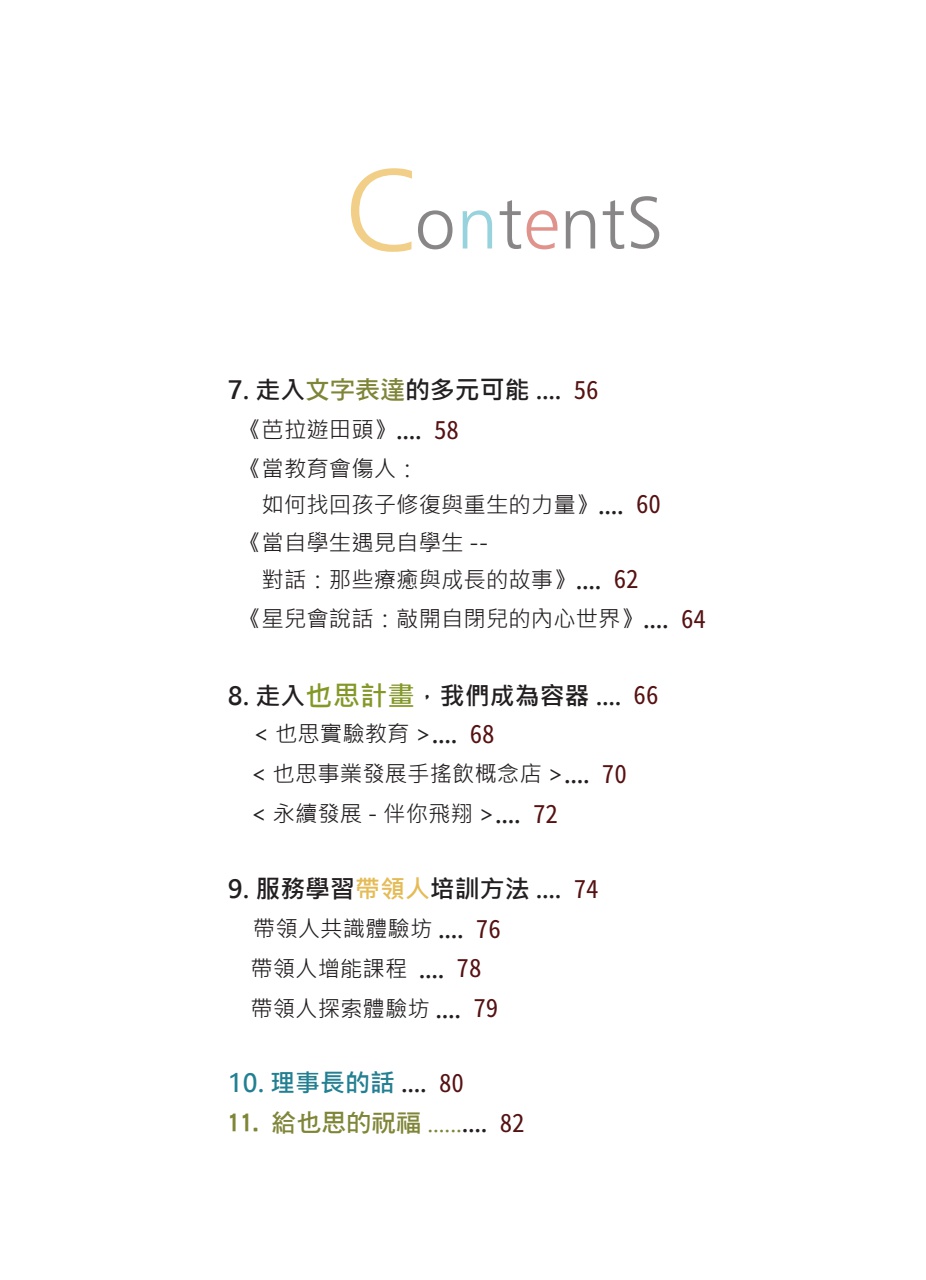 ContentS
7. 走入文字表達的多元可能 .... 56
《芭拉遊田頭》.... 58
《當教育會傷人：
如何找回孩子修復與重生的力量》.... 60
《當自學生遇見自學生 --
對話：那些療癒與成長的故事》.... 62
《星兒會說話：敲開自閉兒的內心世界》.... 64
8. 走入也思計畫，我們成為容器 .... 66
< 也思實驗教育 >.... 68
< 也思事業發展手搖飲概念店 >.... 70
< 永續發展 - 伴你飛翔 >.... 72
9. 服務學習帶領人培訓方法 .... 74
帶領人共識體驗坊 .... 76
帶領人增能課程 .... 78
帶領人探索體驗坊 .... 79
10. 理事長的話 .... 80
11. 給也思的祝福 .......... 82